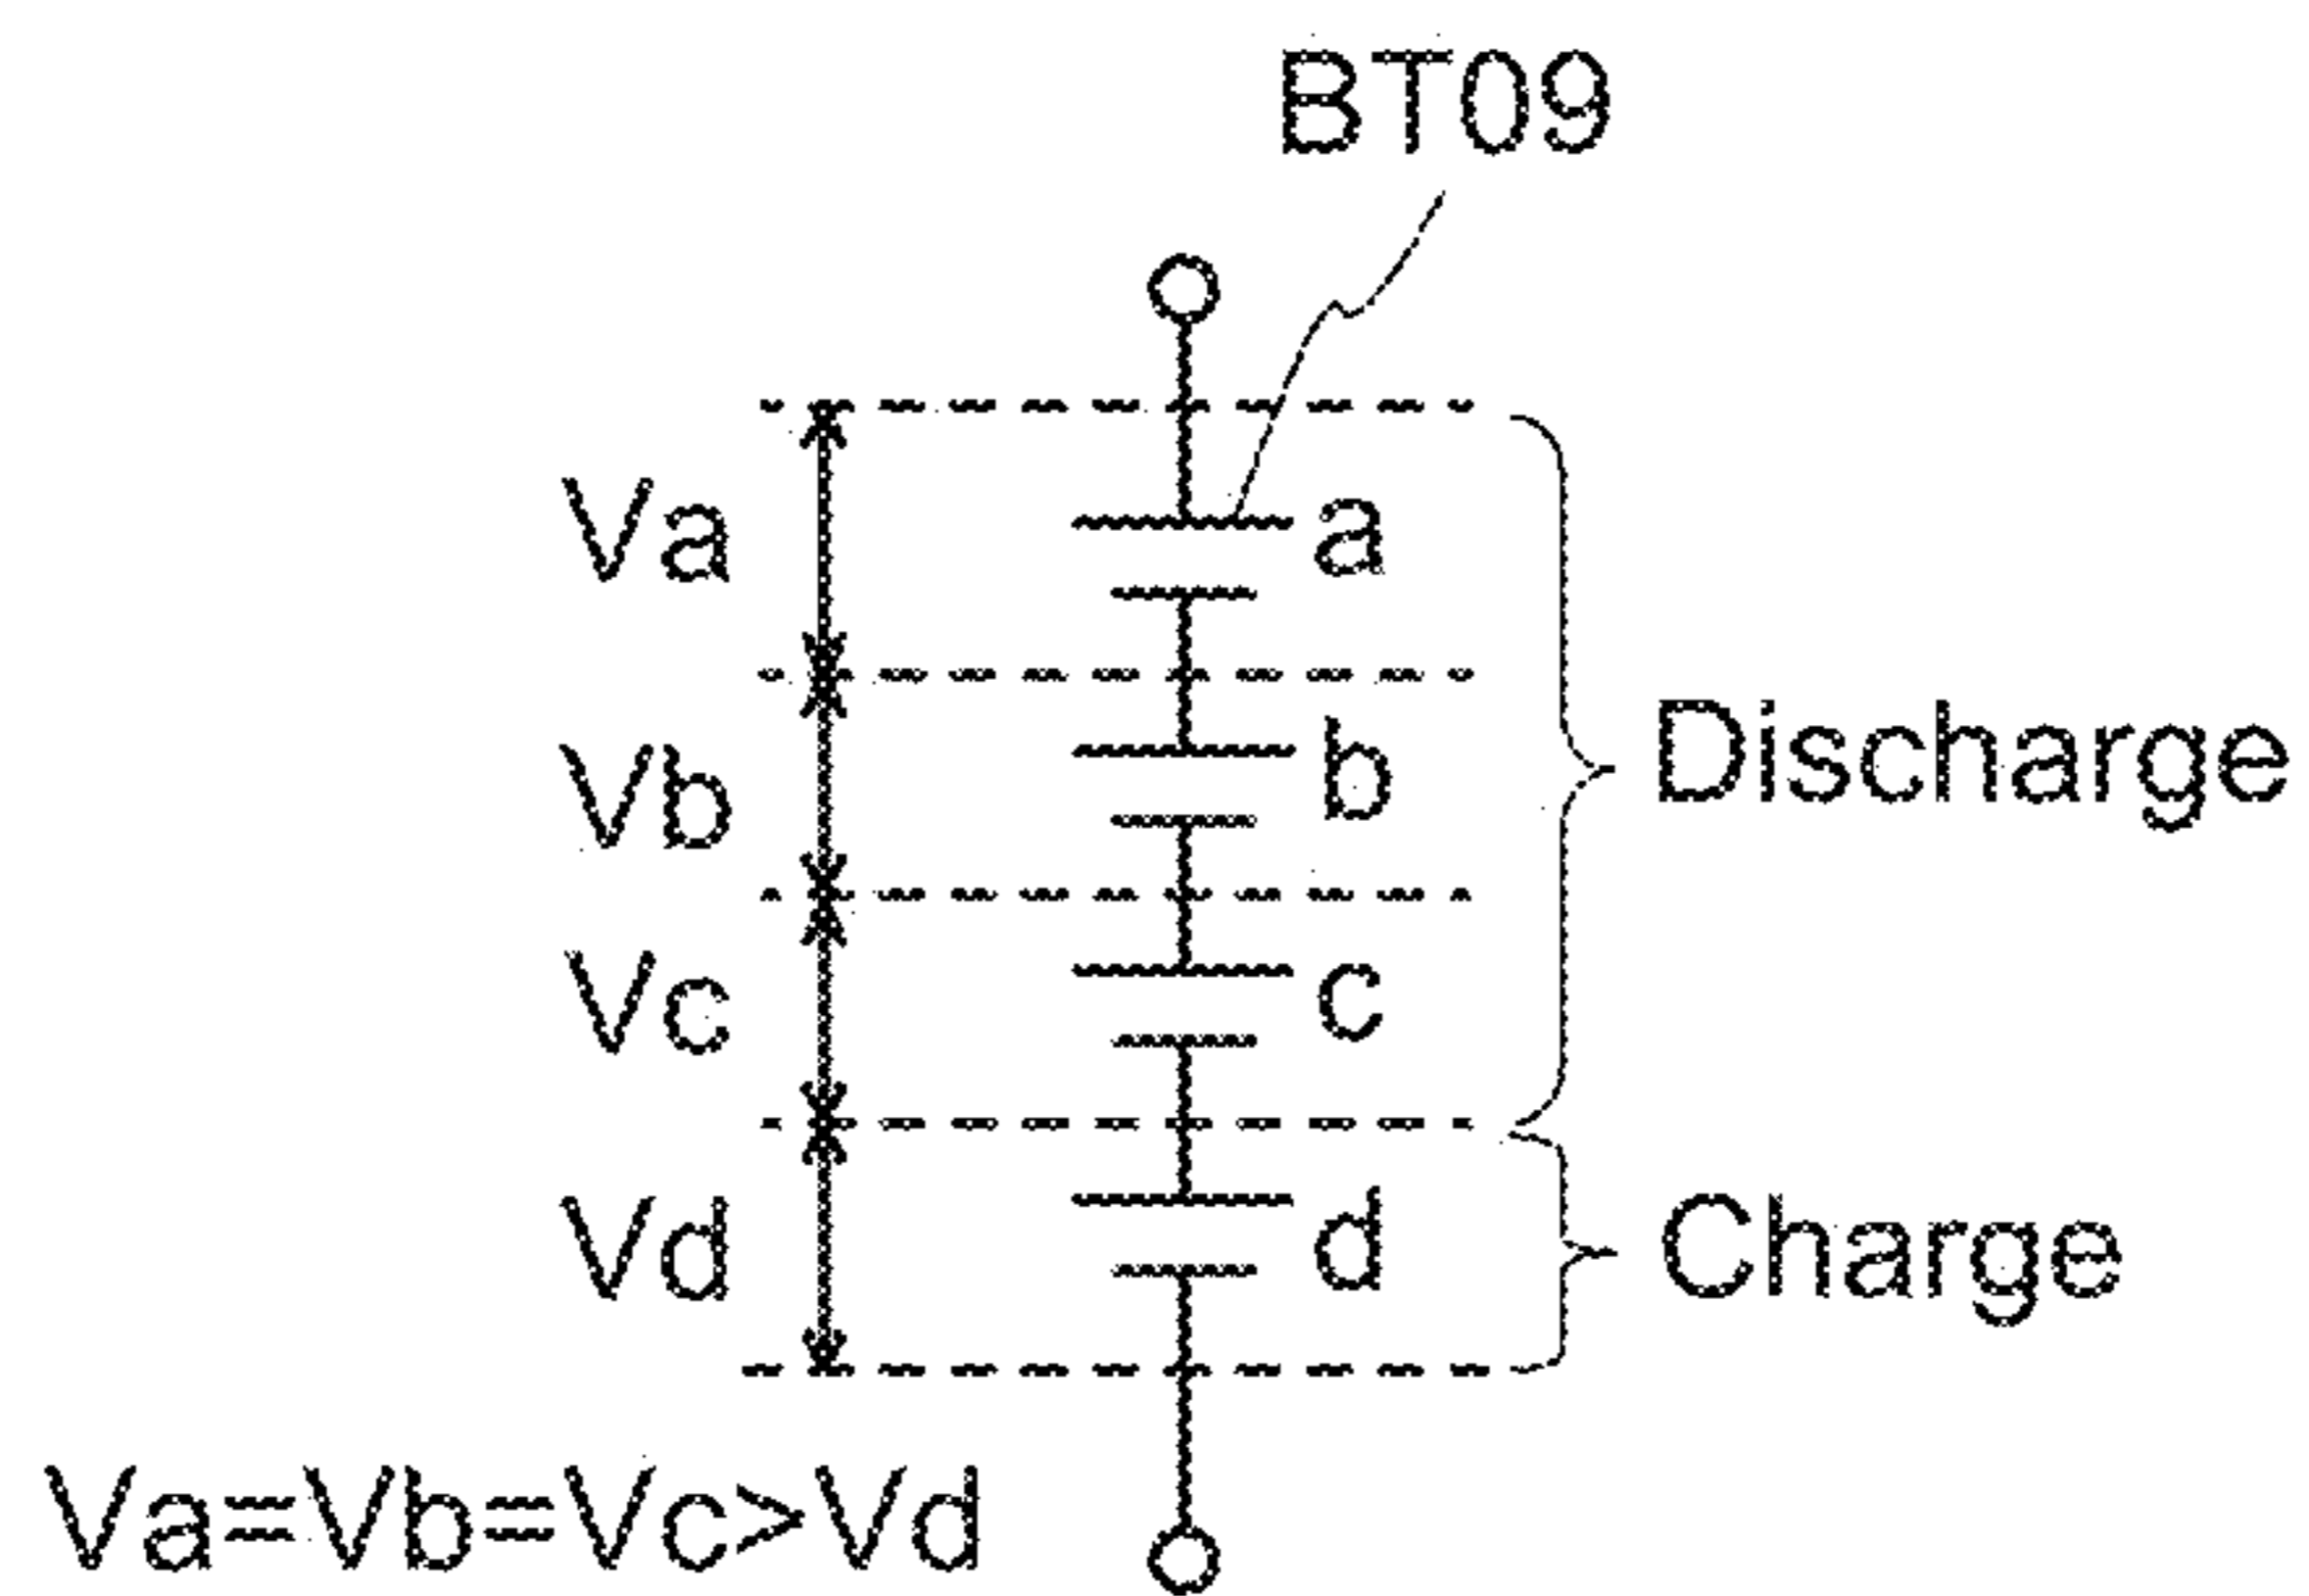 BT09
Va
a
Vb
b
Discharge
Vc
c
Vd
d
Charge
Va=Vb=Vc>Vd